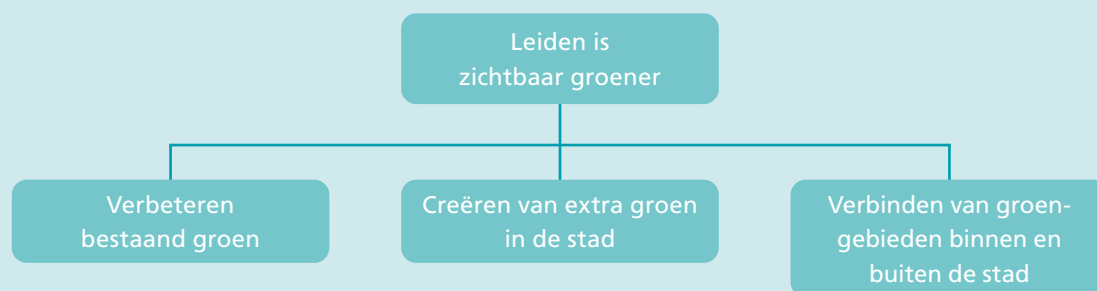 Leiden is
zichtbaar groener
Verbeteren
bestaand groen
Creëren van extra groen
in de stad
Verbinden van groen-
gebieden binnen en
buiten de stad